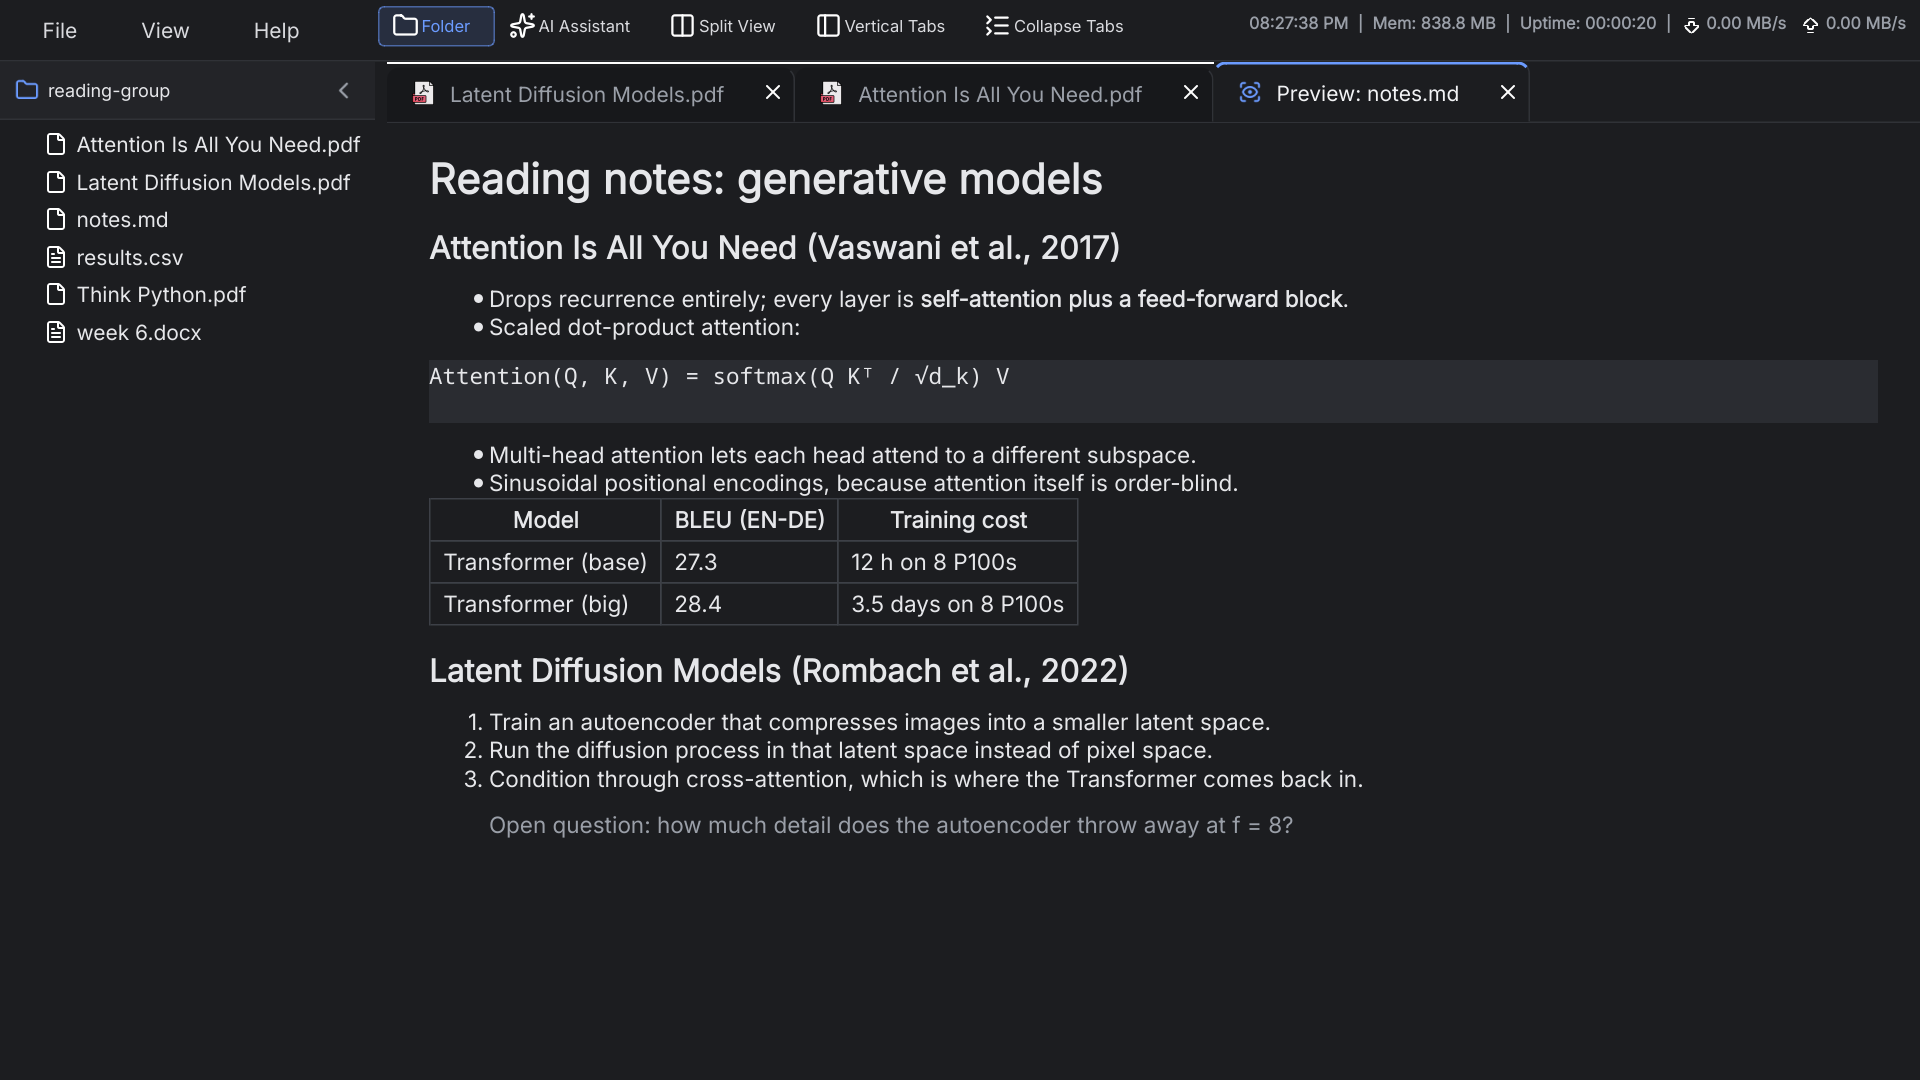 File View Help Folder AI Assistant Split View Vertical Tabs Collapse Tabs 08:27:38 PM | Mem: 838.8 MB | Uptime: 00:00:20 | 0.00 MB/s 0.00 MB/s
reading-group
Latent Diffusion Models.pdf Attention Is All You Need.pdf Preview: notes.md
Attention Is All You Need.pdf
Latent Diffusion Models.pdf
notes.md
results.csv
Think Python.pdf
week 6.docx
Reading notes: generative models
Attention Is All You Need (Vaswani et al., 2017)
• Drops recurrence entirely; every layer is self-attention plus a feed-forward block.
• Scaled dot-product attention:
Attention(Q, K, V) = softmax(Q Kᵀ / √d_k) V
• Multi-head attention lets each head attend to a different subspace.
• Sinusoidal positional encodings, because attention itself is order-blind.
Model BLEU (EN-DE) Training cost
Transformer (base) 27.3 12 h on 8 P100s
Transformer (big) 28.4 3.5 days on 8 P100s
Latent Diffusion Models (Rombach et al., 2022)
1. Train an autoencoder that compresses images into a smaller latent space.
2. Run the diffusion process in that latent space instead of pixel space.
3. Condition through cross-attention, which is where the Transformer comes back in.
Open question: how much detail does the autoencoder throw away at f = 8?